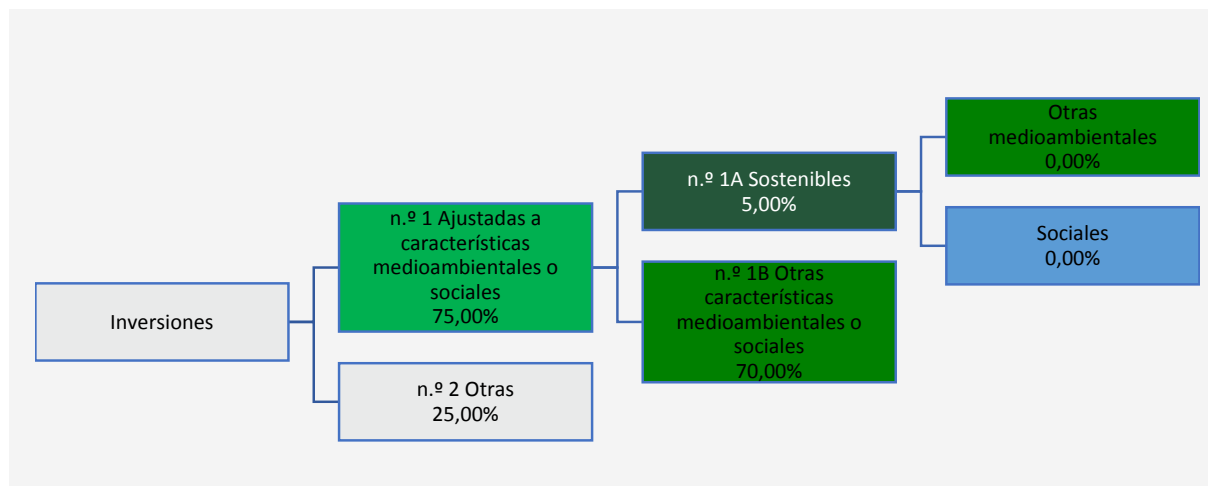 Inversiones
n.º 1 Ajustadas a
características
medioambientales o
sociales
75,00%
n.º 2 Otras
25,00%
n.º 1A Sostenibles
5,00%
n.º 1B Otras
características
medioambientales o
sociales
70,00%
Otras
medioambientales
0,00%
Sociales
0,00%